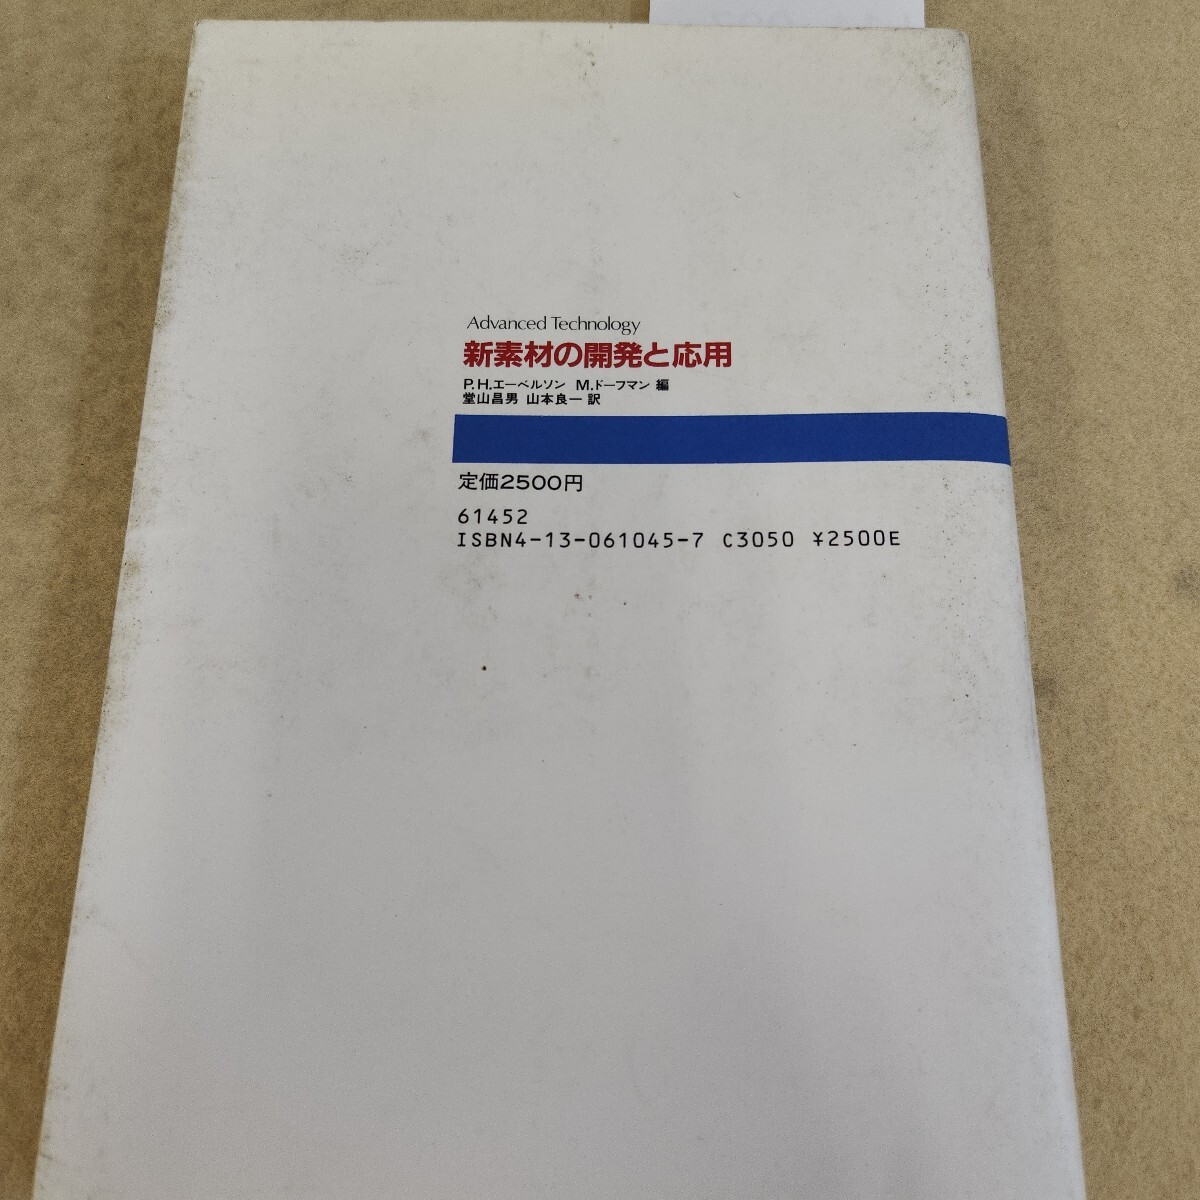 Advanced Technology
新素材の開発と応用
P.H.エーベルソン M.ドーフマン 編
堂山昌男 山本良一 訳
定価2500円
61452
ISBN4-13-061045-7 C3050 ¥2500E